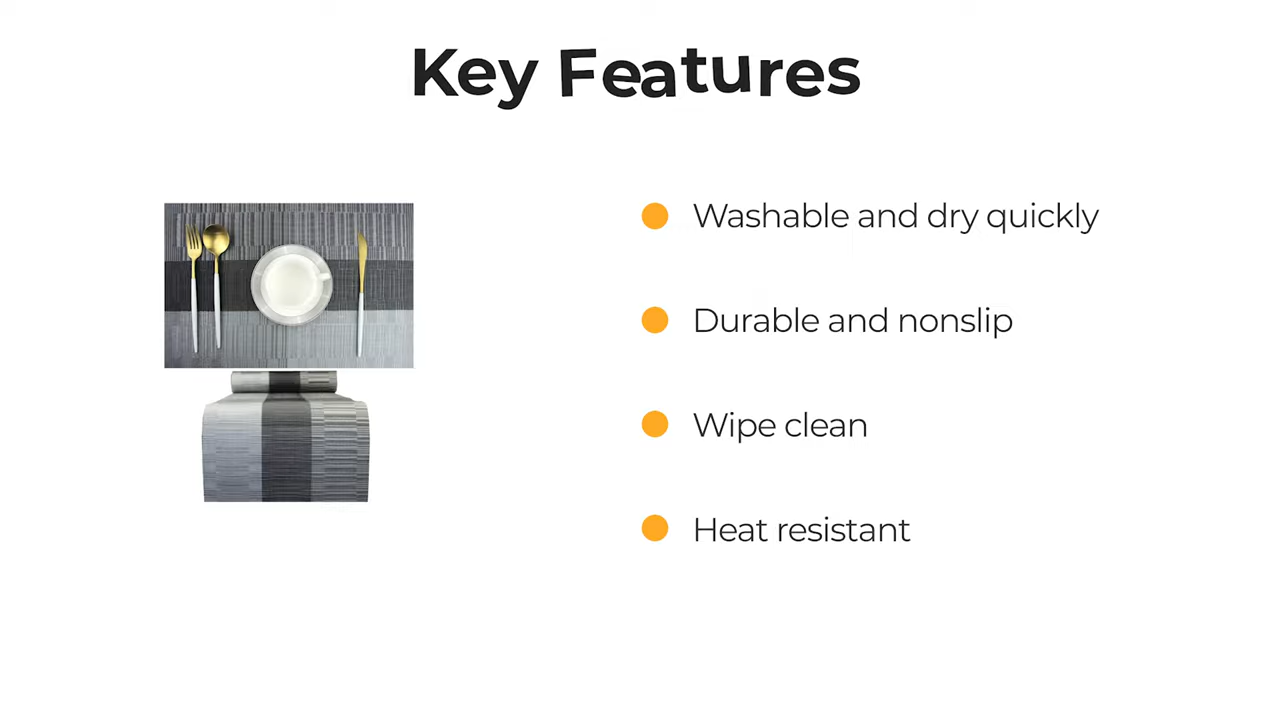 Key Features
Washable and dry quickly
Durable and nonslip
Wipe clean
Heat resistant